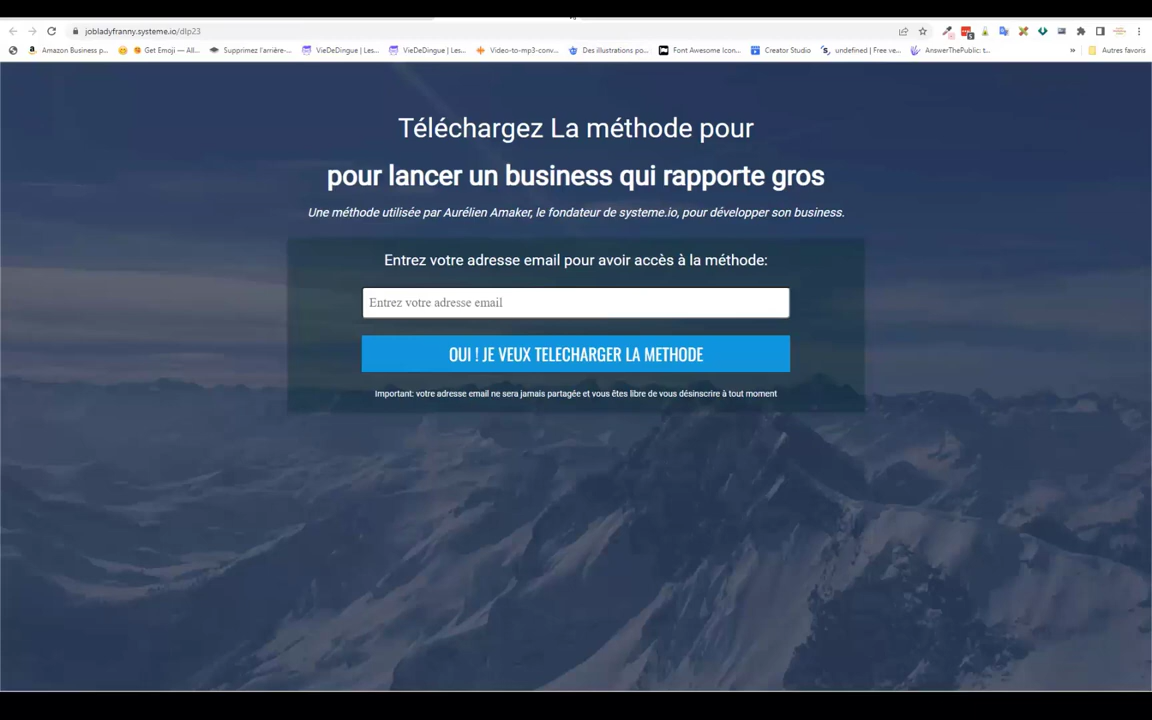 jobladyfranny.systeme.io/dlp23
Amazon Business p...
Get Emoji — All...
Supprimez l'arrière-...
VieDeDingue | Les...
VieDeDingue | Les...
Video-to-mp3-conv...
Des illustrations po...
Font Awesome Icon...
Creator Studio
undefined | Free ve...
AnswerThePublic: t...
»
Autres favoris
Téléchargez La méthode pour
pour lancer un business qui rapporte gros
Une méthode utilisée par Aurélien Amaker, le fondateur de systeme.io, pour développer son business.
Entrez votre adresse email pour avoir accès à la méthode:
Entrez votre adresse email
OUI ! JE VEUX TELECHARGER LA METHODE
Important: votre adresse email ne sera jamais partagée et vous êtes libre de vous désinscrire à tout moment